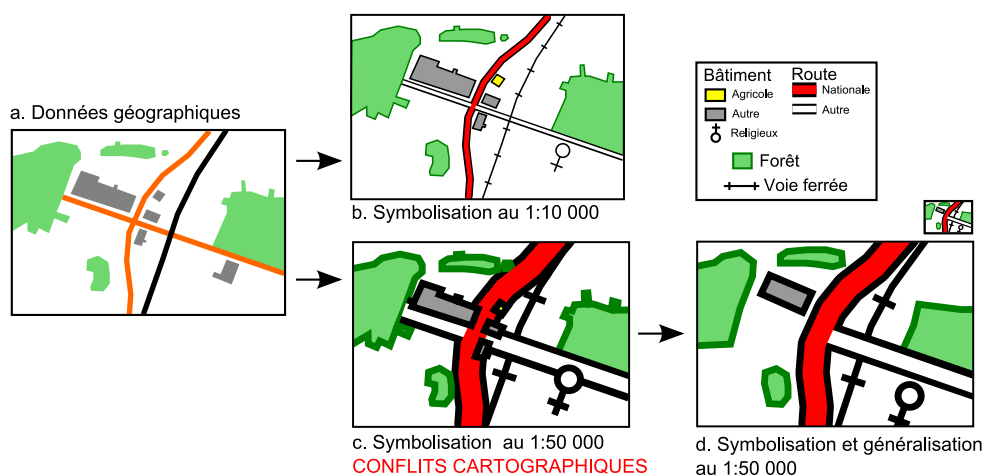 a. Données géographiques
b. Symbolisation au 1:10 000
c. Symbolisation au 1:50 000
CONFLITS CARTOGRAPHIQUES
Bâtiment Route
Agricole Nationale
Autre Autre
Religieux
Forêt
Voie ferrée
d. Symbolisation et généralisation
au 1:50 000